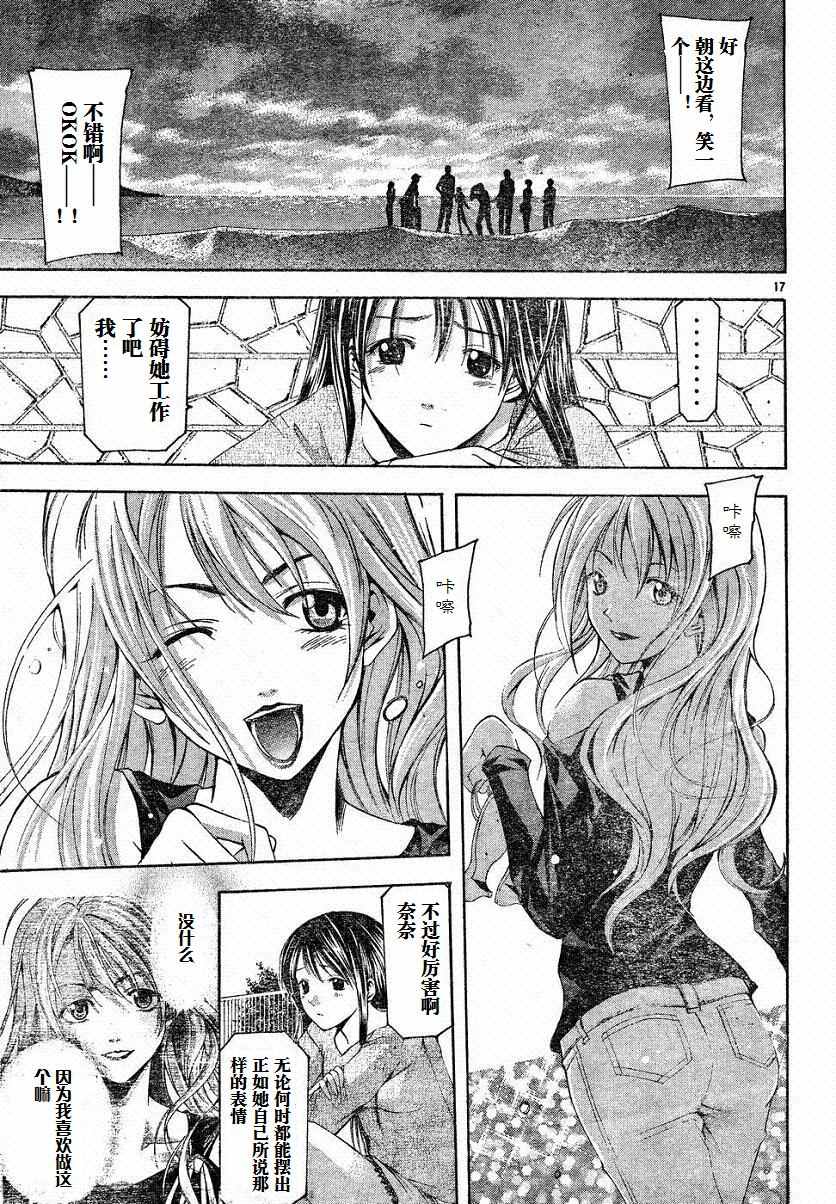 好
朝这边看，笑一
个——！
不错啊——
OKOK——！！
17
………
妨碍她工作
了吧
我……
咔嚓
咔嚓
不过好厉害啊
奈奈
无论何时都能摆出
正如她自己所说那
样的表情
没什么
因为我喜欢做这
个嘛